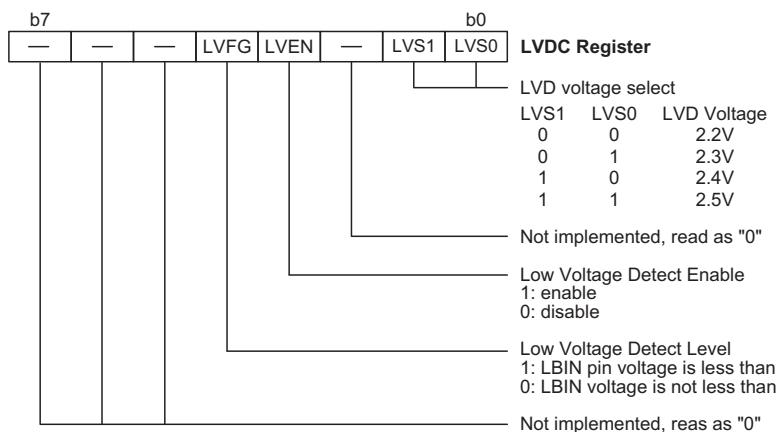 b7 b0
— — — LVFG LVEN — LVS1 LVS0 LVDC Register
LVD voltage select
LVS1 LVS0 LVD Voltage
0 0 2.2V
0 1 2.3V
1 0 2.4V
1 1 2.5V
Not implemented, read as "0"
Low Voltage Detect Enable
1: enable
0: disable
Low Voltage Detect Level
1: LBIN pin voltage is less than
0: LBIN voltage is not less than
Not implemented, reas as "0"